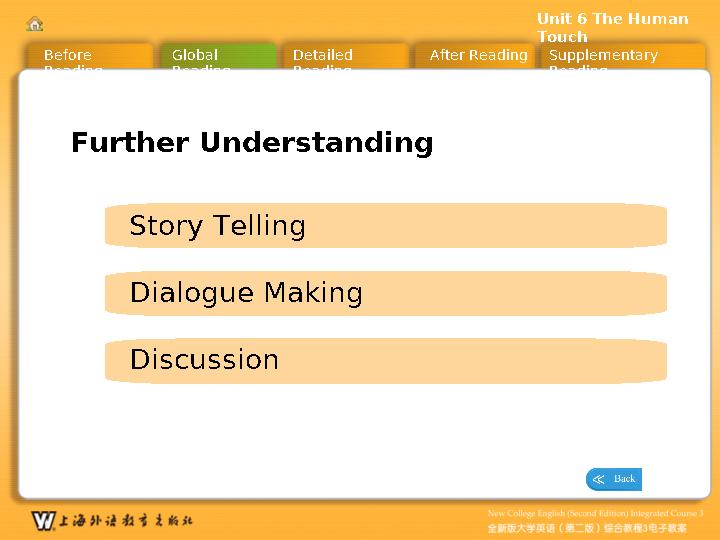 Unit 6 The Human
Touch
Before
Reading
Global
Reading
Detailed
Reading
After Reading
Supplementary
Reading
Further Understanding
Story Telling
Dialogue Making
Discussion
≪ Back
W 上海外语教育出版社
New College English (Second Edition) Integrated Course 3
全新版大学英语（第二版）综合教程3电子教案